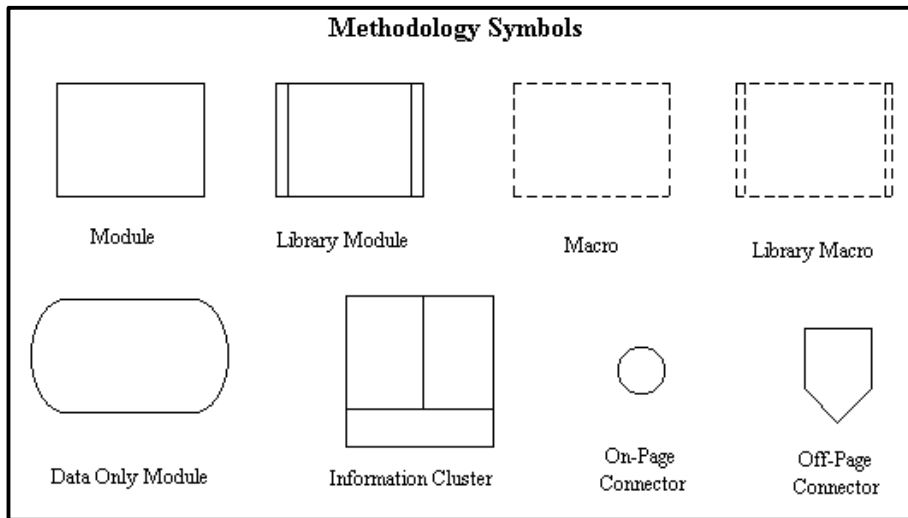 Methodology Symbols
Module
Library Module
Macro
Library Macro
Data Only Module
Information Cluster
On-Page
Connector
Off-Page
Connector